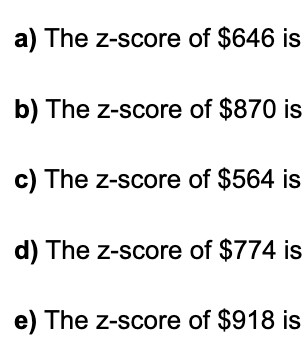 a) The z-score of $646 is
b) The z-score of $870 is
c) The z-score of $564 is
d) The z-score of $774 is
e) The z-score of $918 is